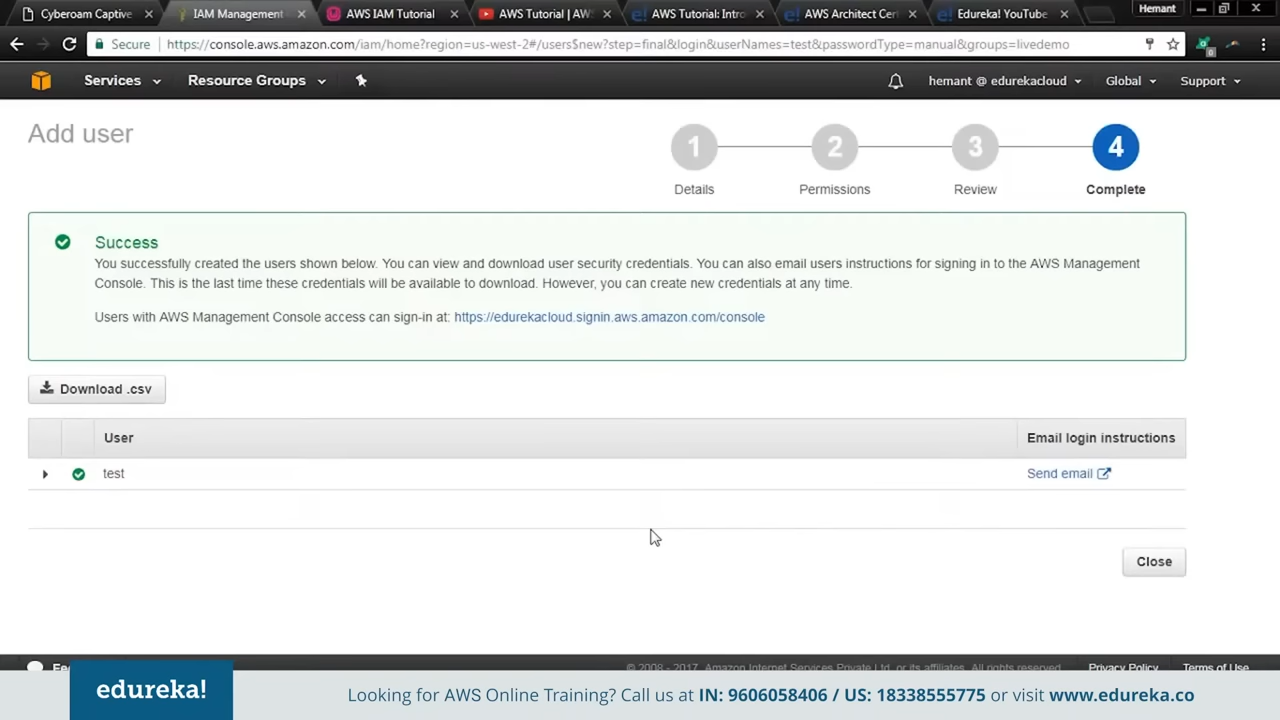 Cyberoam Captive
IAM Management
AWS IAM Tutorial
AWS Tutorial | AWS
AWS Tutorial: Intro
AWS Architect Cert
Edureka! YouTube
Hemant
Secure
https://console.aws.amazon.com/iam/home?region=us-west-2#/users$new?step=final&login&userNames=test&passwordType=manual&groups=livedemo
Services
Resource Groups
hemant @ edurekacloud
Global
Support
Add user
1
2
3
4
Details
Permissions
Review
Complete
Success
You successfully created the users shown below. You can view and download user security credentials. You can also email users instructions for signing in to the AWS Management
Console. This is the last time these credentials will be available to download. However, you can create new credentials at any time.
Users with AWS Management Console access can sign-in at: https://edurekacloud.signin.aws.amazon.com/console
Download .csv
User
Email login instructions
test
Send email
Close
© 2008 - 2017, Amazon Internet Services Private Ltd. or its affiliates. All rights reserved.
Privacy Policy
Terms of Use
edureka!
Looking for AWS Online Training? Call us at IN: 9606058406 / US: 18338555775 or visit www.edureka.co